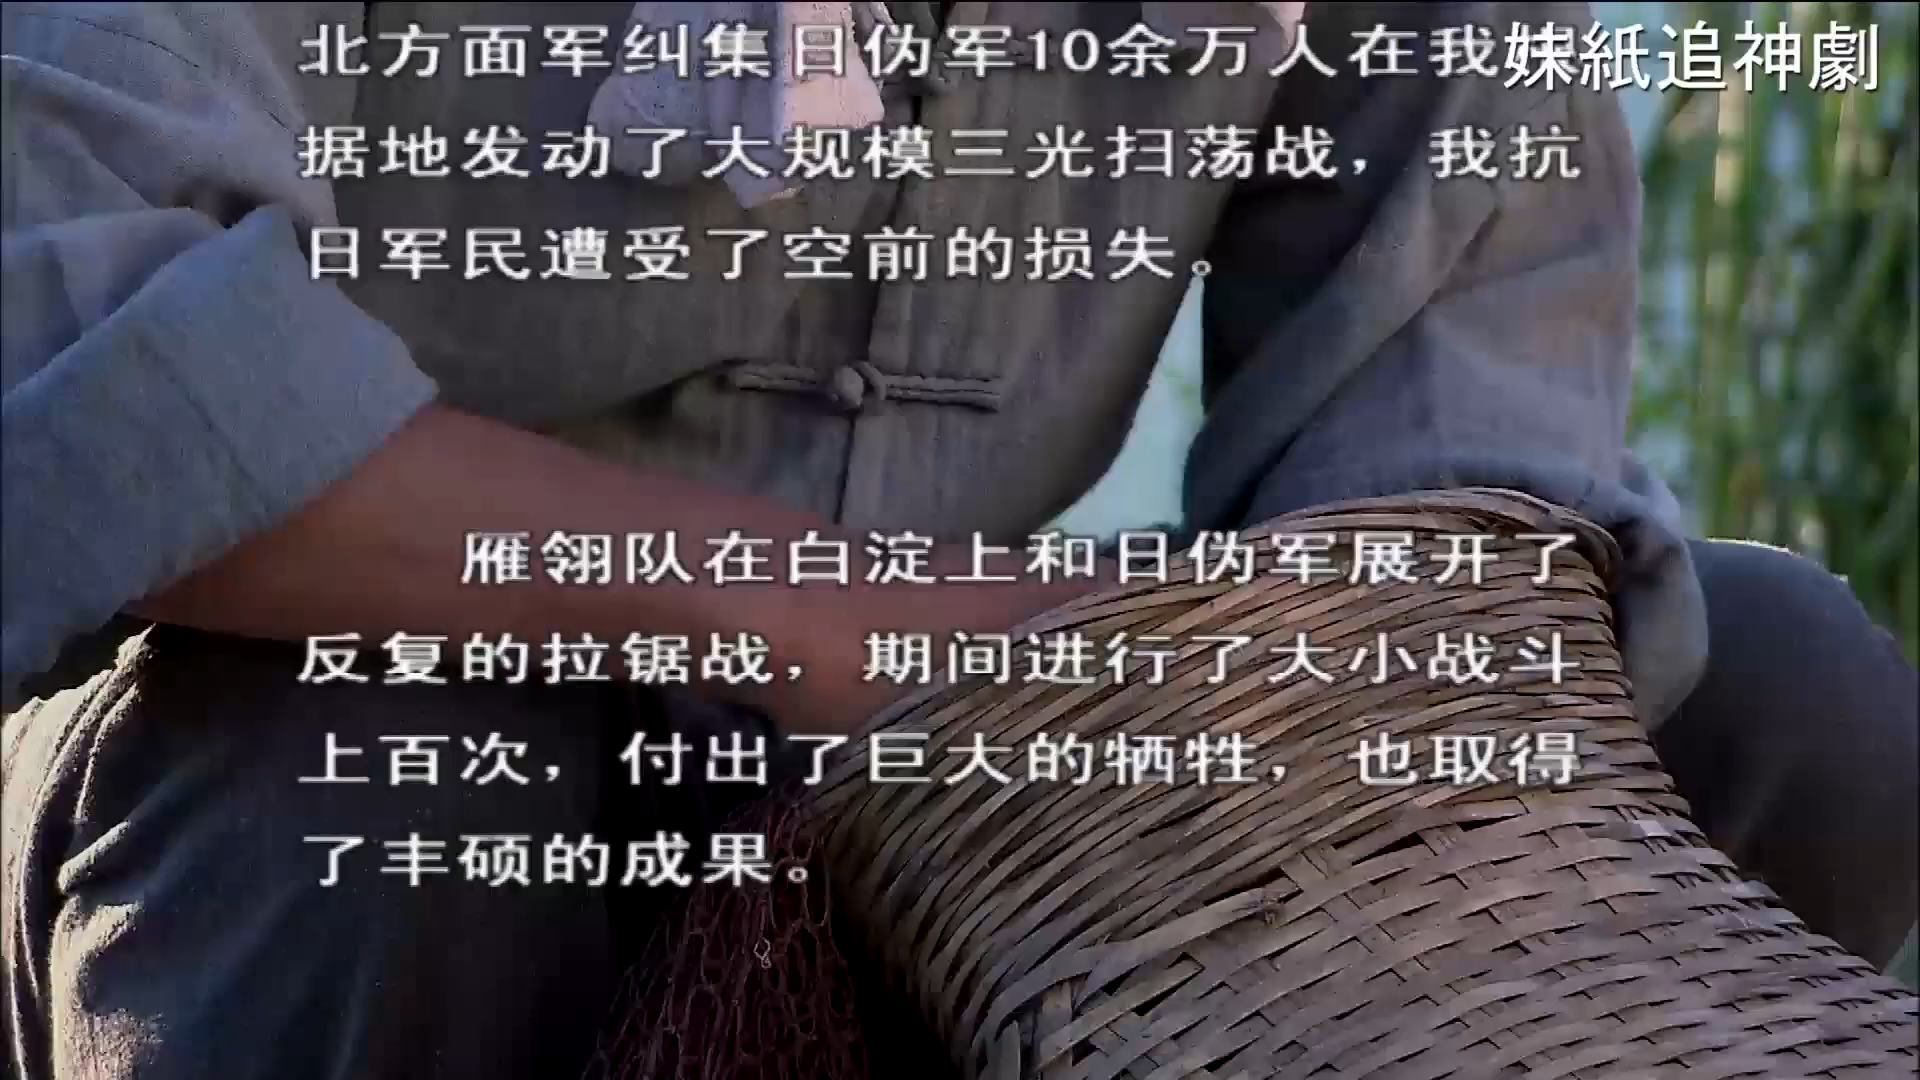 北方面军纠集日伪军10余万人在我
妹紙追神劇
据地发动了大规模三光扫荡战，我抗
日军民遭受了空前的损失。
雁翎队在白淀上和日伪军展开了
反复的拉锯战，期间进行了大小战斗
上百次，付出了巨大的牺牲，也取得
了丰硕的成果。